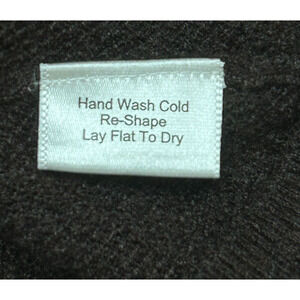 Hand Wash Cold
Re-Shape
Lay Flat To Dry